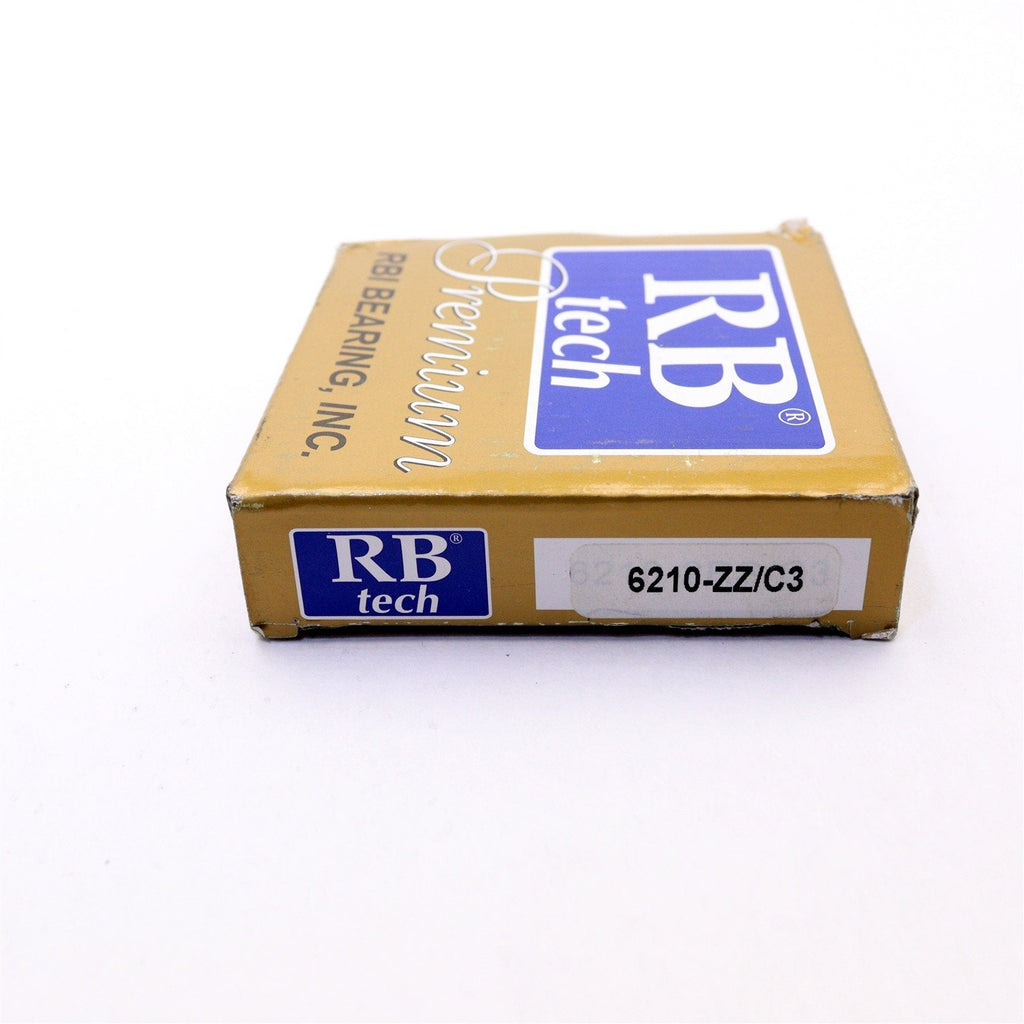 RB®
tech
Premium
RBI BEARING, INC.
RB®
tech
6210-ZZ/C3